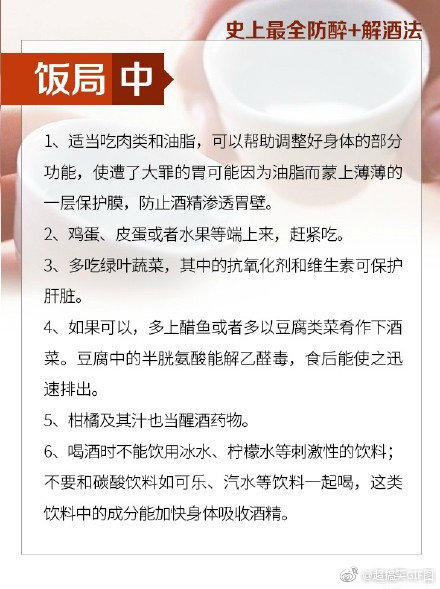 史上最全防醉+解酒法
饭局 中
1、适当吃肉类和油脂，可以帮助调整好身体的部分
功能，使遭了大罪的胃可能因为油脂而蒙上薄薄的
一层保护膜，防止酒精渗透胃壁。
2、鸡蛋、皮蛋或者水果等端上来，赶紧吃。
3、多吃绿叶蔬菜，其中的抗氧化剂和维生素可保护
肝脏。
4、如果可以，多上醋鱼或者多以豆腐类菜肴作下酒
菜。豆腐中的半胱氨酸能解乙醛毒，食后能使之迅
速排出。
5、柑橘及其汁也当醒酒药物。
6、喝酒时不能饮用冰水、柠檬水等刺激性的饮料；
不要和碳酸饮料如可乐、汽水等饮料一起喝，这类
饮料中的成分能加快身体吸收酒精。